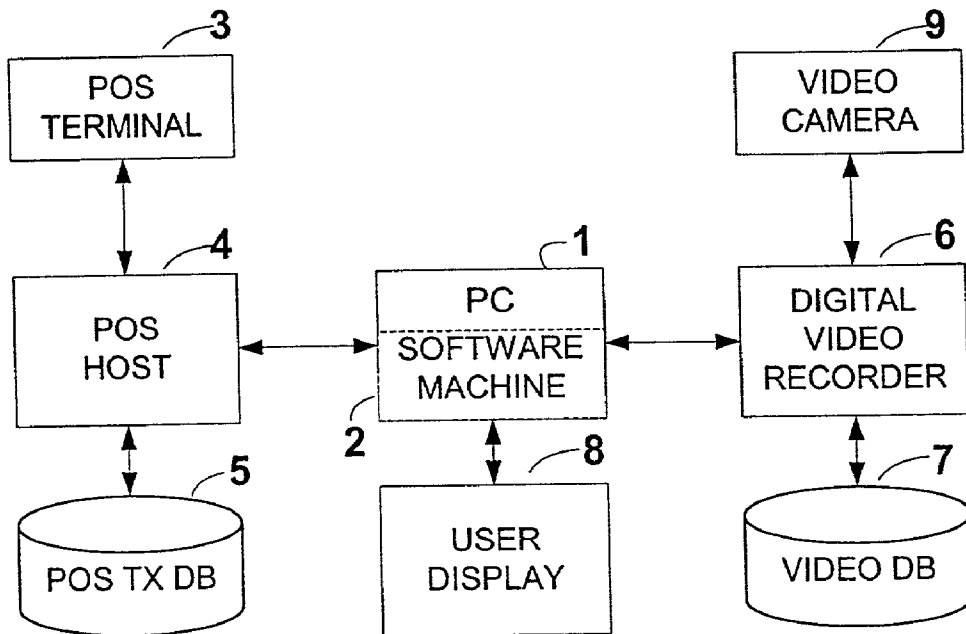 3
9
POS
TERMINAL
VIDEO
CAMERA
4
1
6
POS
HOST
PC
SOFTWARE
MACHINE
2
DIGITAL
VIDEO
RECORDER
5
8
7
POS TX DB
USER
DISPLAY
VIDEO DB